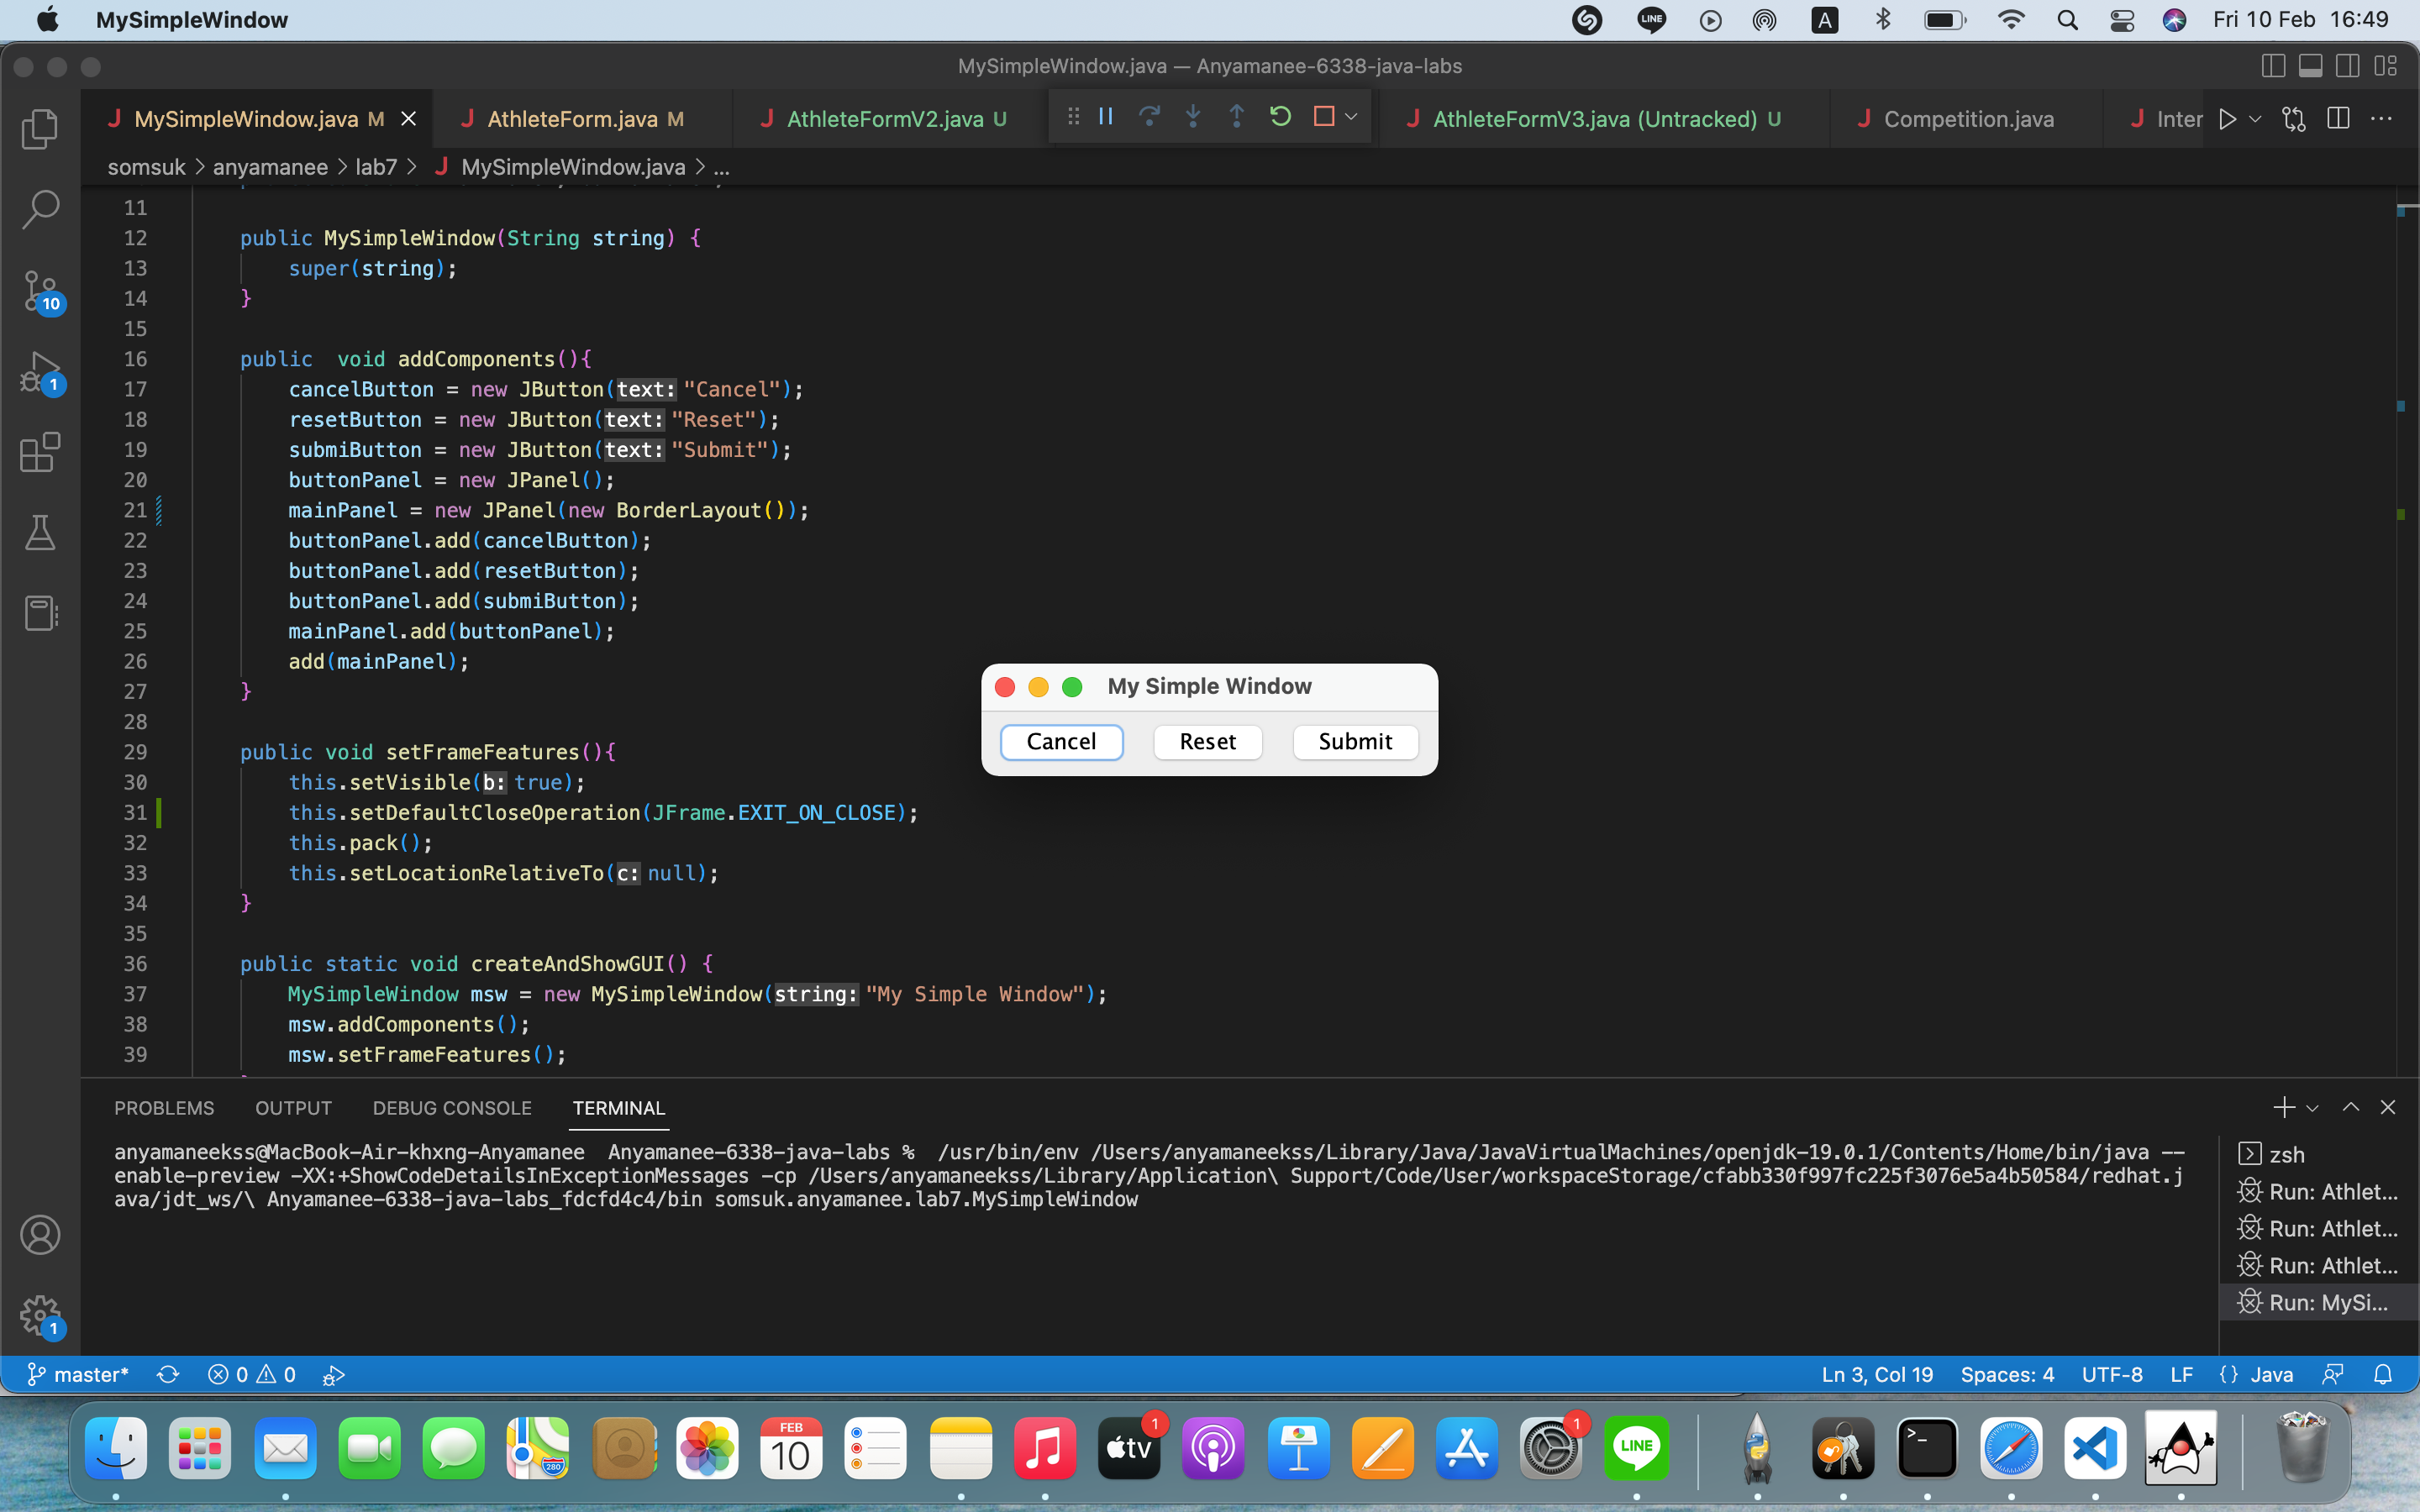 MySimpleWindow
LINE
A
Fri 10 Feb 16:49
MySimpleWindow.java — Anyamanee-6338-java-labs
J MySimpleWindow.java M
J AthleteForm.java M
J AthleteFormV2.java U
J AthleteFormV3.java (Untracked) U
J Competition.java
J Inter
somsuk > anyamanee > lab7 > J MySimpleWindow.java > ...
11
12 public MySimpleWindow(String string) {
13 super(string);
14 }
15
16 public  void addComponents(){
17 cancelButton = new JButton(text:"Cancel");
18 resetButton = new JButton(text:"Reset");
19 submiButton = new JButton(text:"Submit");
20 buttonPanel = new JPanel();
21 mainPanel = new JPanel(new BorderLayout());
22 buttonPanel.add(cancelButton);
23 buttonPanel.add(resetButton);
24 buttonPanel.add(submiButton);
25 mainPanel.add(buttonPanel);
26 add(mainPanel);
27 }
28
29 public void setFrameFeatures(){
30 this.setVisible(b:true);
31 this.setDefaultCloseOperation(JFrame.EXIT_ON_CLOSE);
32 this.pack();
33 this.setLocationRelativeTo(c:null);
34 }
35
36 public static void createAndShowGUI() {
37 MySimpleWindow msw = new MySimpleWindow(string:"My Simple Window");
38 msw.addComponents();
39 msw.setFrameFeatures();
10
1
1
My Simple Window
Cancel Reset Submit
PROBLEMS OUTPUT DEBUG CONSOLE TERMINAL
anyamaneekss@MacBook-Air-khxng-Anyamanee  Anyamanee-6338-java-labs %  /usr/bin/env /Users/anyamaneekss/Library/Java/JavaVirtualMachines/openjdk-19.0.1/Contents/Home/bin/java --
enable-preview -XX:+ShowCodeDetailsInExceptionMessages -cp /Users/anyamaneekss/Library/Application\ Support/Code/User/workspaceStorage/cfabb330f997fc225f3076e5a4b50584/redhat.j
ava/jdt_ws/\ Anyamanee-6338-java-labs_fdcfd4c4/bin somsuk.anyamanee.lab7.MySimpleWindow
zsh
Run: Athlet...
Run: Athlet...
Run: Athlet...
Run: MySi...
master* 0 0
Ln 3, Col 19 Spaces: 4 UTF-8 LF {} Java
280
FEB
10
tv
1
1
LINE
>_